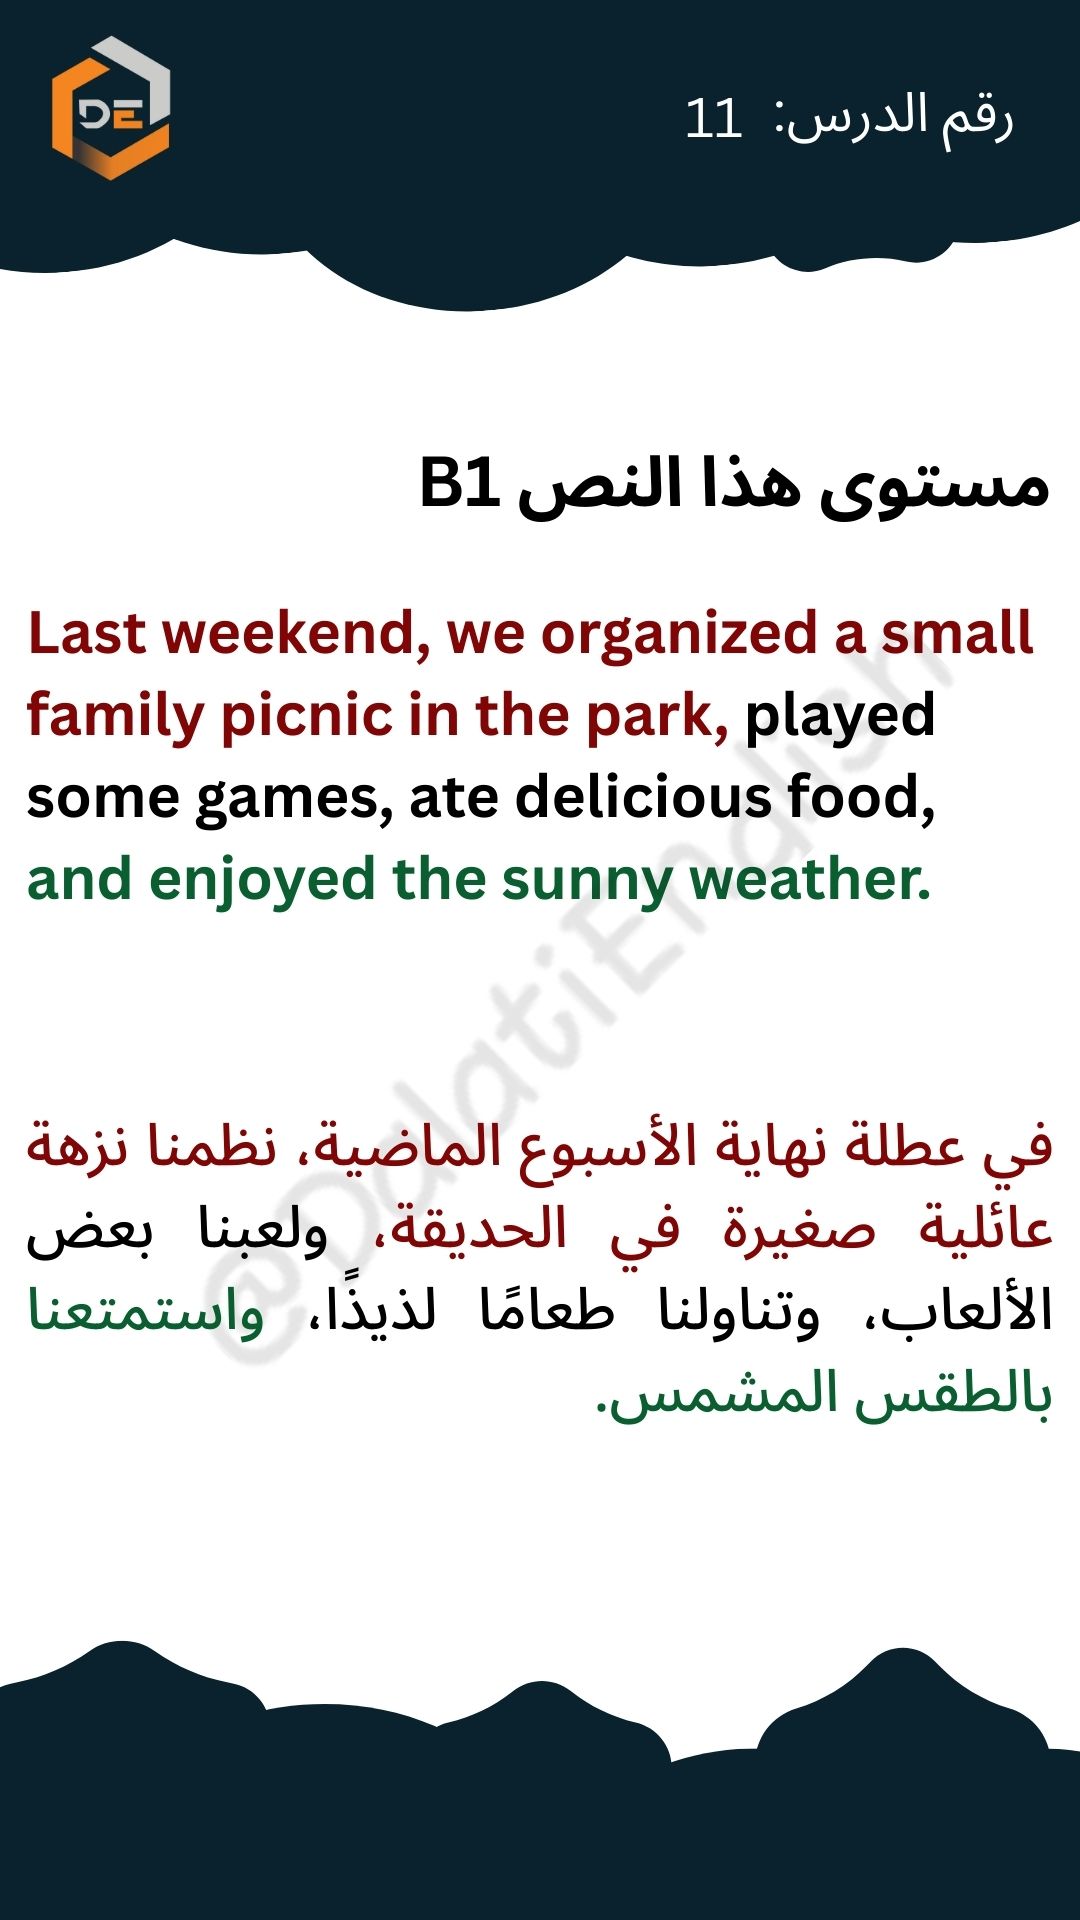 DE
رقم الدرس: 11
مستوى هذا النص B1
Last weekend, we organized a small
family picnic in the park, played
some games, ate delicious food,
and enjoyed the sunny weather.
@DalatiEnglish
في عطلة نهاية الأسبوع الماضية، نظمنا نزهة
عائلية صغيرة في الحديقة، ولعبنا بعض
الألعاب، وتناولنا طعامًا لذيذًا، واستمتعنا
بالطقس المشمس.